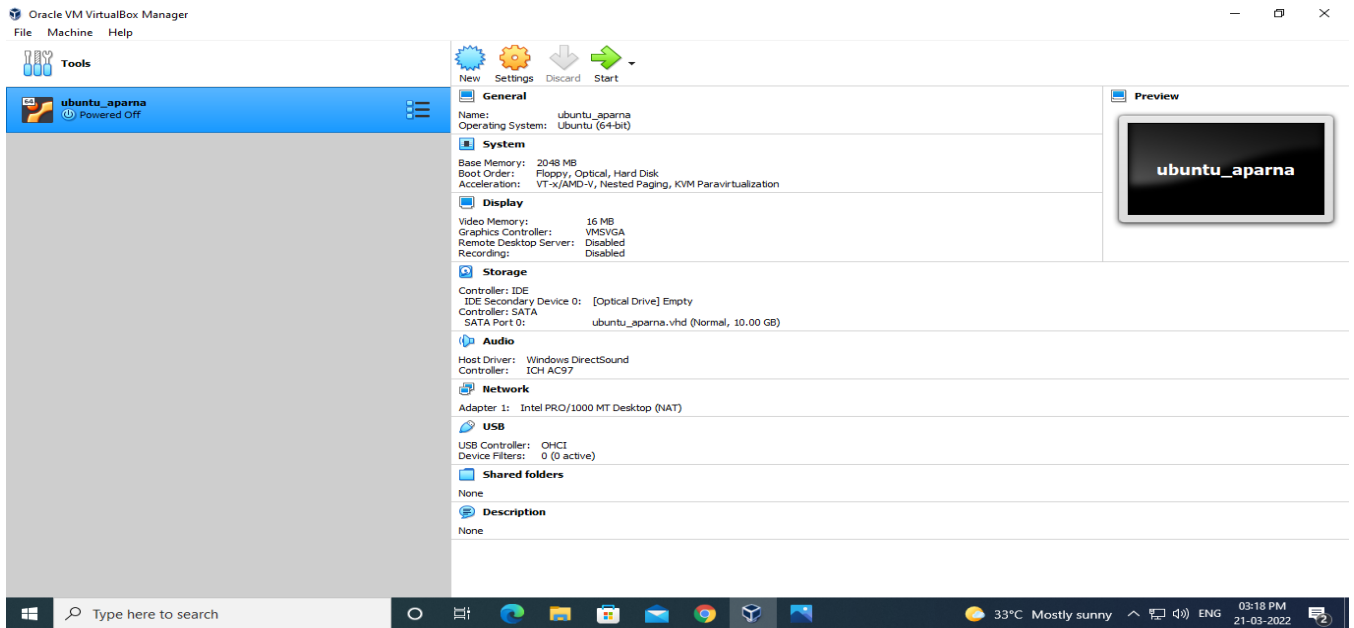 Oracle VM VirtualBox Manager
File Machine Help
Tools
New Settings Discard Start
64
ubuntu_aparna
Powered Off
General
Name: ubuntu_aparna
Operating System: Ubuntu (64-bit)
System
Base Memory: 2048 MB
Boot Order: Floppy, Optical, Hard Disk
Acceleration: VT-x/AMD-V, Nested Paging, KVM Paravirtualization
Display
Video Memory: 16 MB
Graphics Controller: VMSVGA
Remote Desktop Server: Disabled
Recording: Disabled
Preview
ubuntu_aparna
Storage
Controller: IDE
IDE Secondary Device 0: [Optical Drive] Empty
Controller: SATA
SATA Port 0: ubuntu_aparna.vhd (Normal, 10.00 GB)
Audio
Host Driver: Windows DirectSound
Controller: ICH AC97
Network
Adapter 1: Intel PRO/1000 MT Desktop (NAT)
USB
USB Controller: OHCI
Device Filters: 0 (0 active)
Shared folders
None
Description
None
Type here to search
33°C Mostly sunny
ENG
03:18 PM
21-03-2022
2